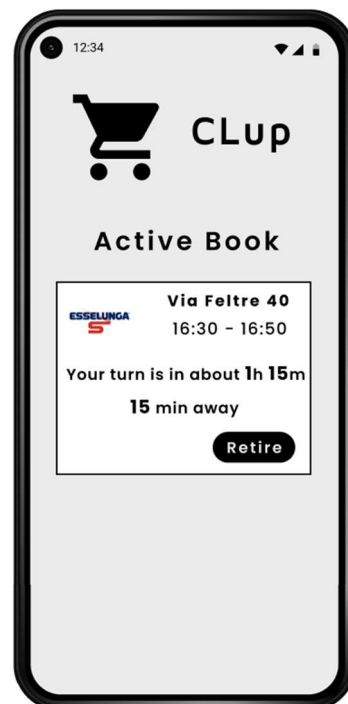 12:34
CLup
Active Book
ESSELUNGA
S
Via Feltre 40
16:30 - 16:50
Your turn is in about 1h 15m
15 min away
Retire